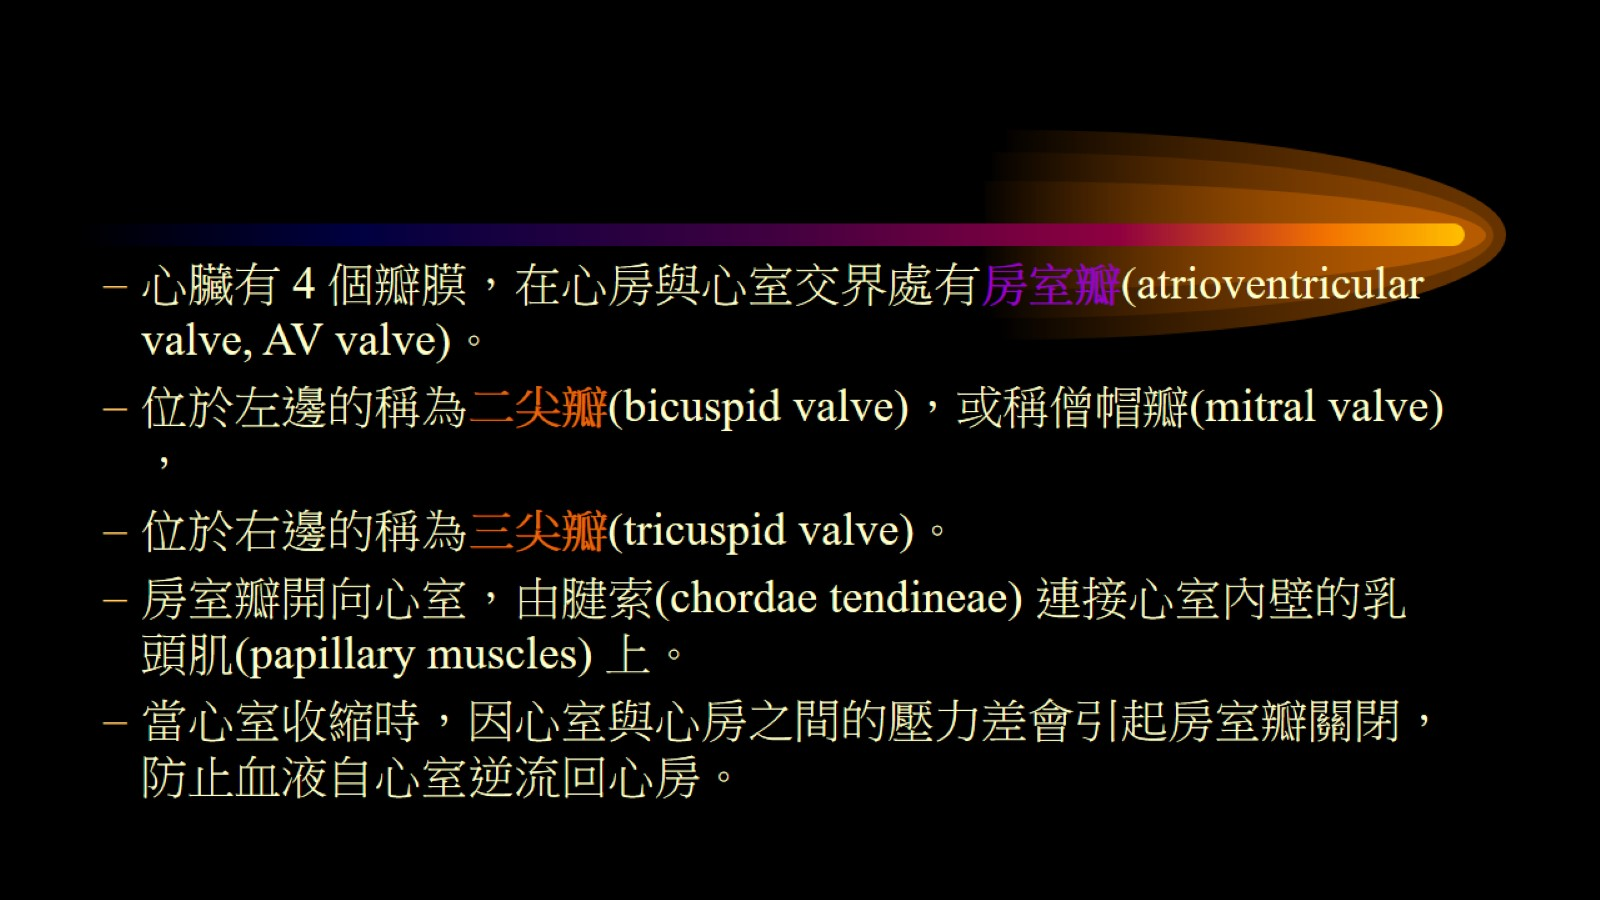 – 心臟有 4 個瓣膜，在心房與心室交界處有房室瓣(atrioventricular
valve, AV valve)。
– 位於左邊的稱為二尖瓣(bicuspid valve)，或稱僧帽瓣(mitral valve)
，
– 位於右邊的稱為三尖瓣(tricuspid valve)。
– 房室瓣開向心室，由腱索(chordae tendineae) 連接心室內壁的乳
頭肌(papillary muscles) 上。
– 當心室收縮時，因心室與心房之間的壓力差會引起房室瓣關閉，
防止血液自心室逆流回心房。